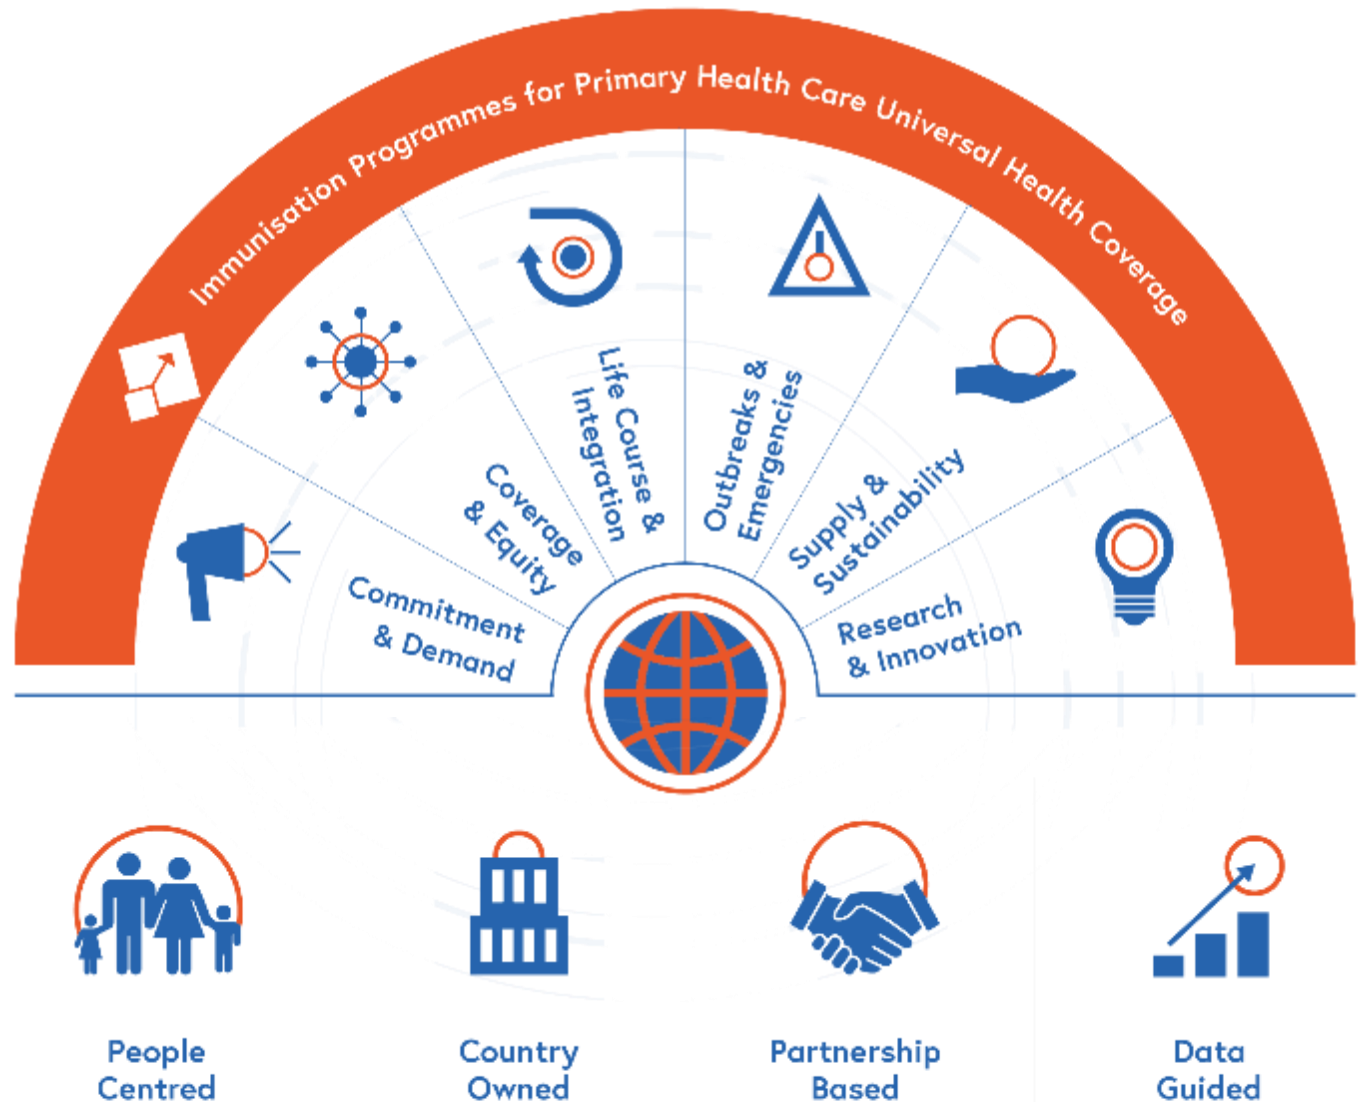 Immunisation Programmes for Primary Health Care Universal Health Coverage
Commitment
& Demand
Coverage
& Equity
Life Course &
Integration
Outbreaks &
Emergencies
Supply &
Sustainability
Research
& Innovation
People
Centred
Country
Owned
Partnership
Based
Data
Guided